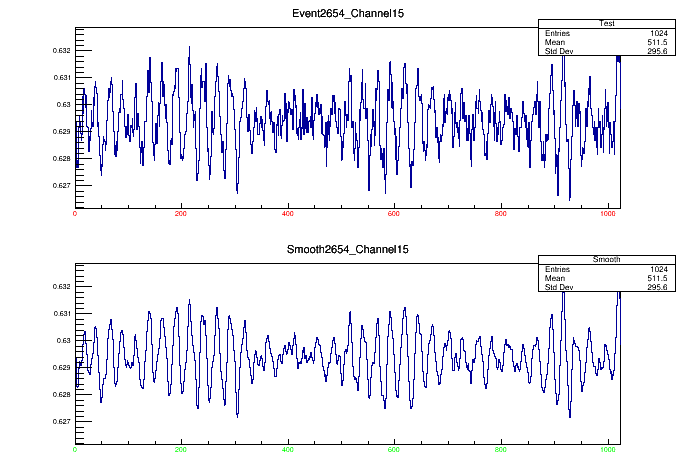 Event2654_Channel15
Test
Entries 1024
Mean 511.5
Std Dev 295.6
0.632
0.631
0.63
0.629
0.628
0.627
0 200 400 600 800 1000
Smooth2654_Channel15
Smooth
Entries 1024
Mean 511.5
Std Dev 295.6
0.632
0.631
0.63
0.629
0.628
0.627
0 200 400 600 800 1000